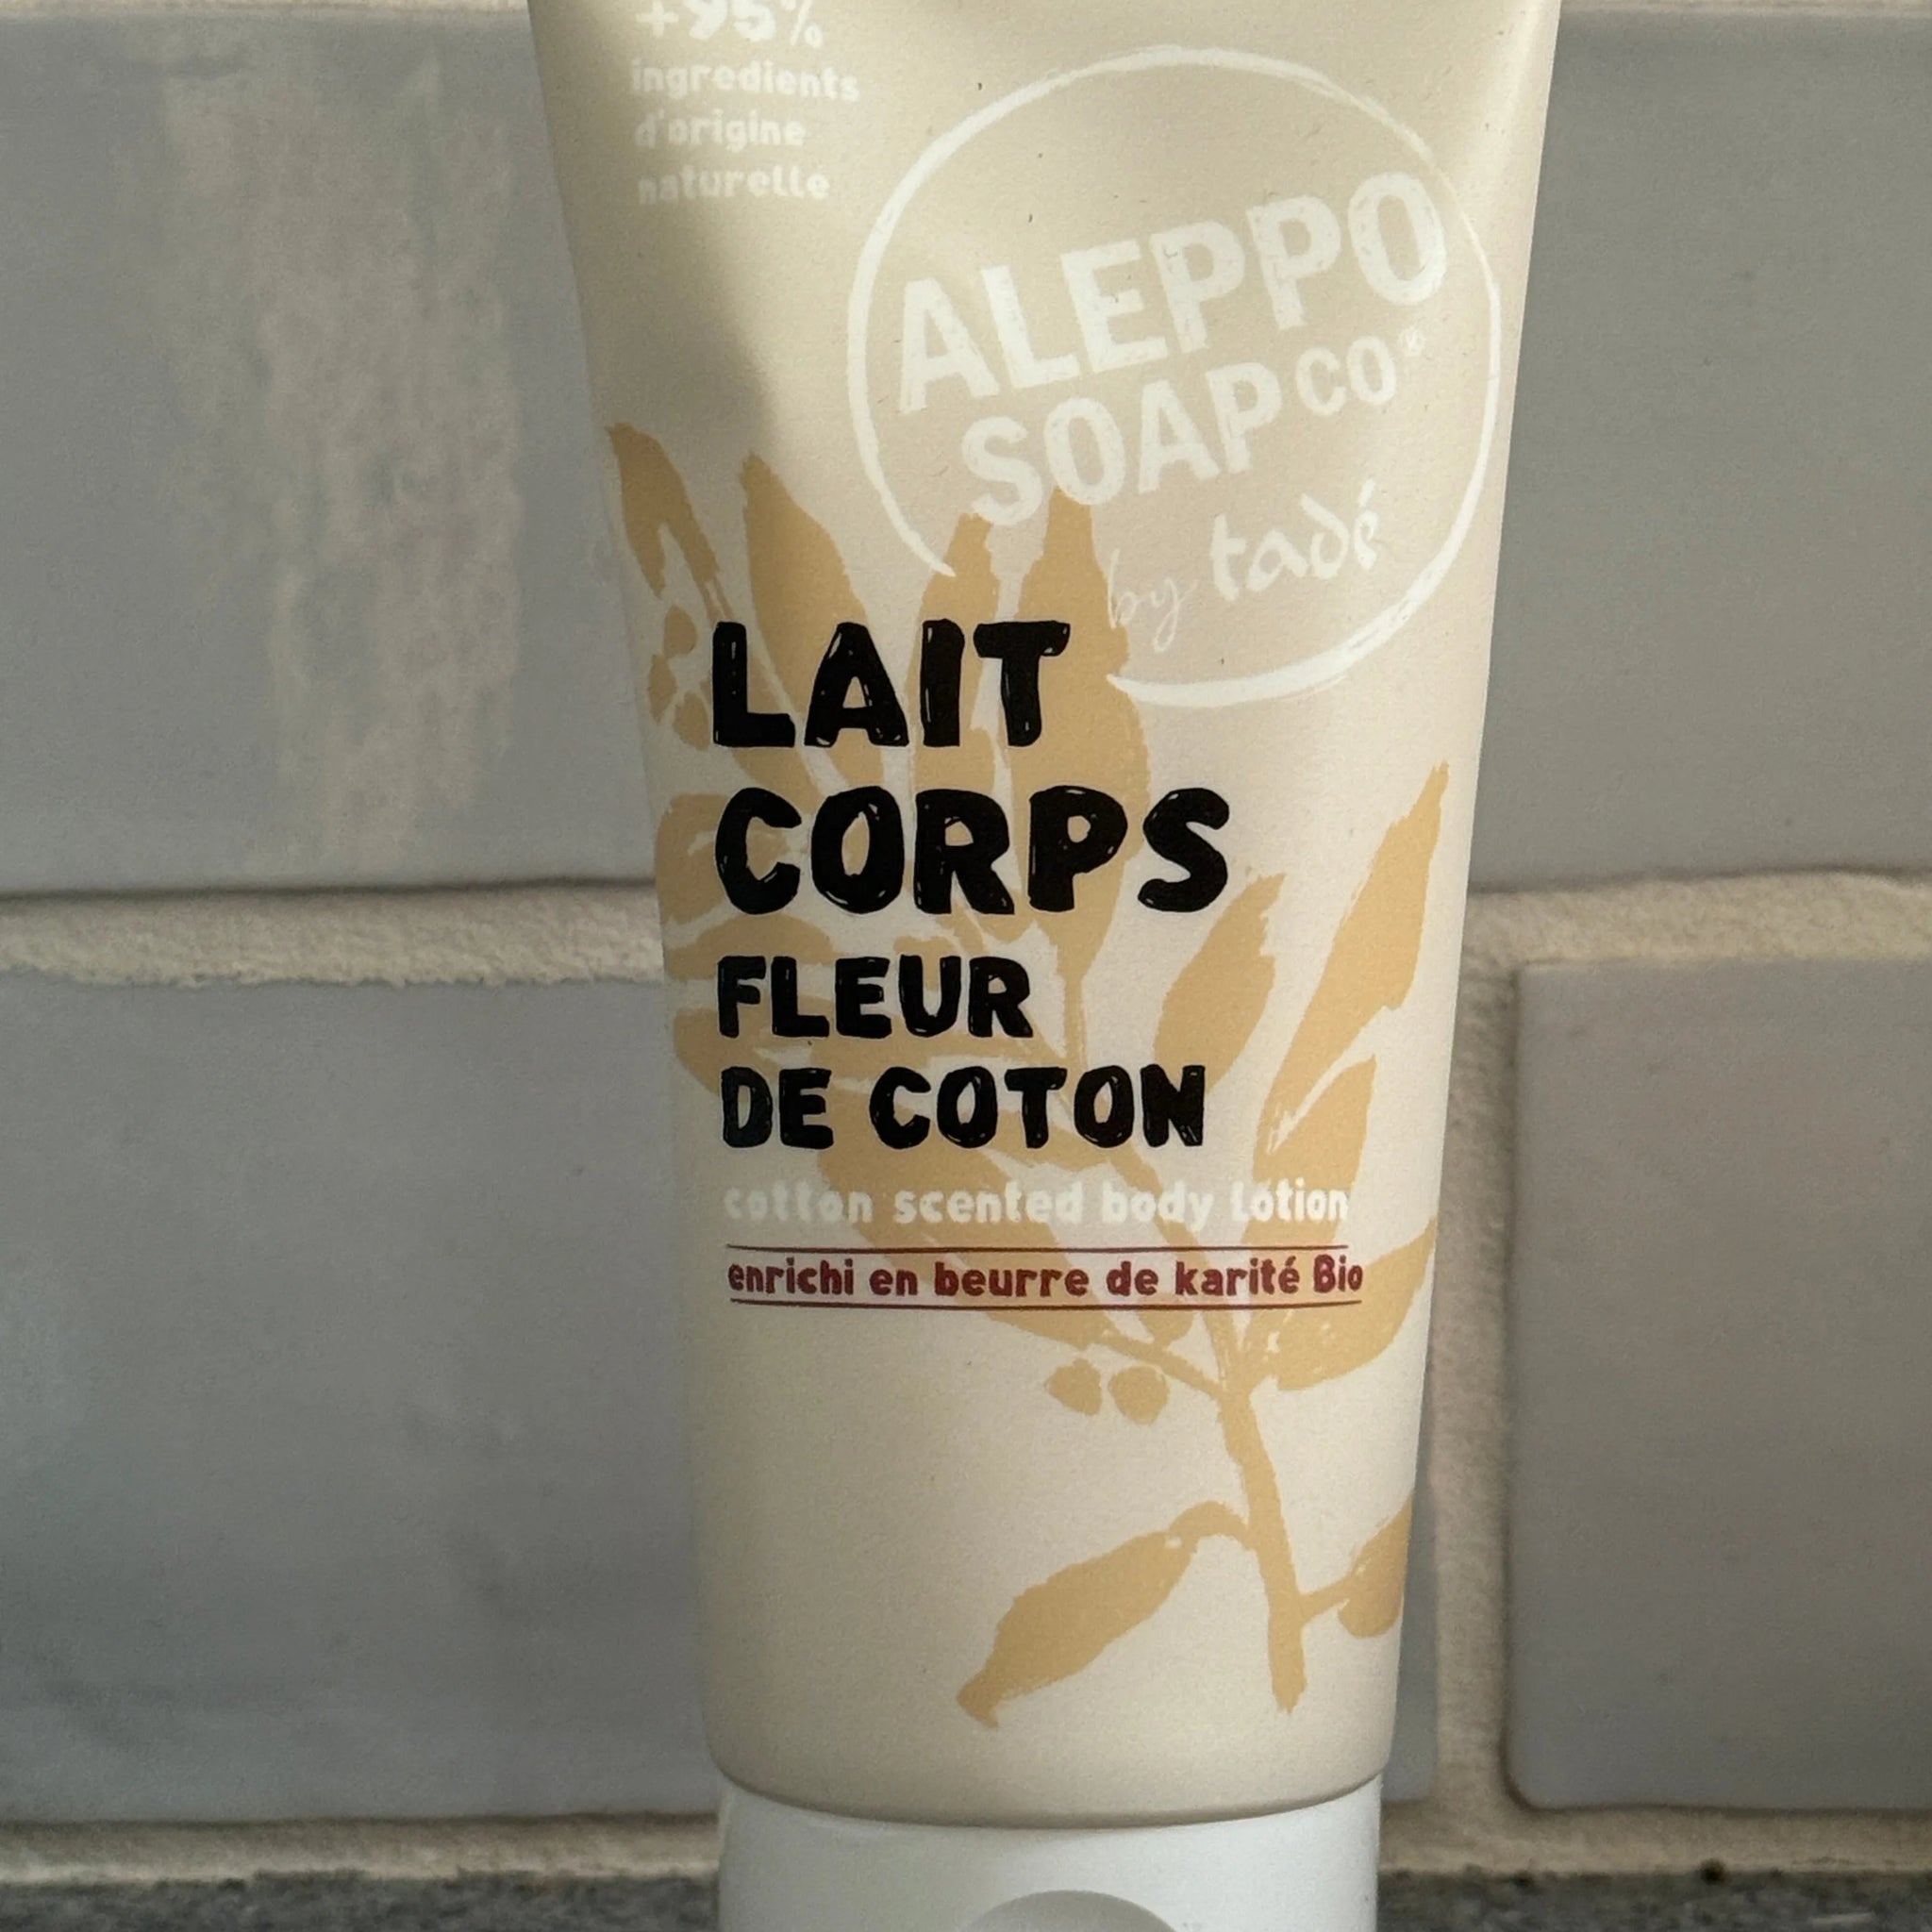 +95%
ingredients
d'origine
naturelle
ALEPPO
SOAP CO®
by tadé
LAIT
CORPS
FLEUR
DE COTON
cotton scented body lotion
enrichi en beurre de karité Bio